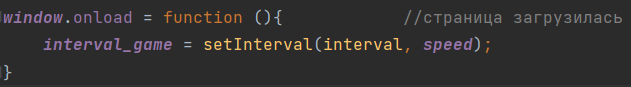 window.onload = function (){ //страница загрузилась
interval_game = setInterval(interval, speed);
}